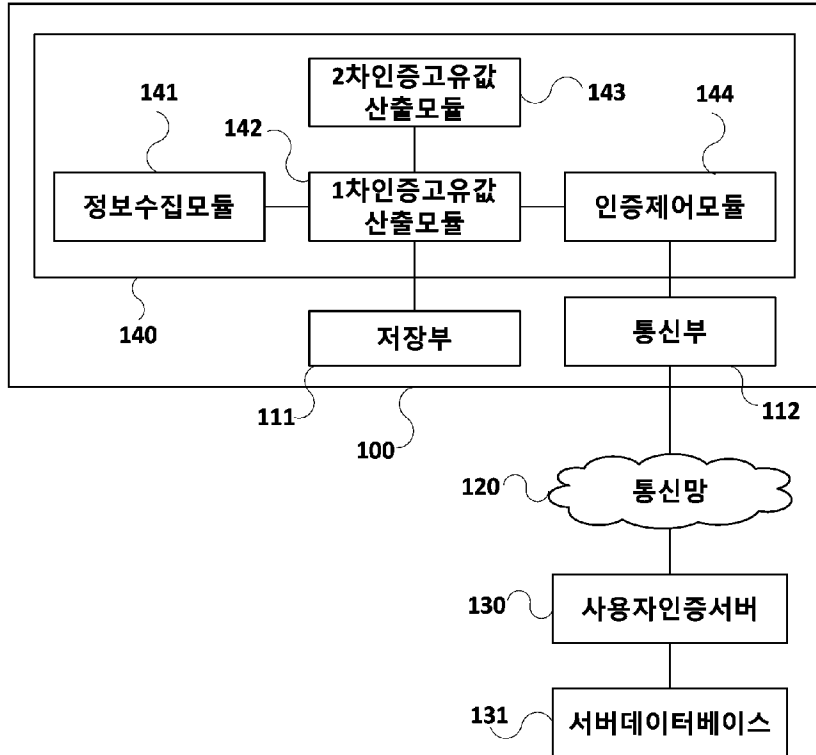 2차인증고유값
산출모듈
143
141
142
144
정보수집모듈
1차인증고유값
산출모듈
인증제어모듈
140
저장부
통신부
111
100
112
120
통신망
130
사용자인증서버
131
서버데이터베이스